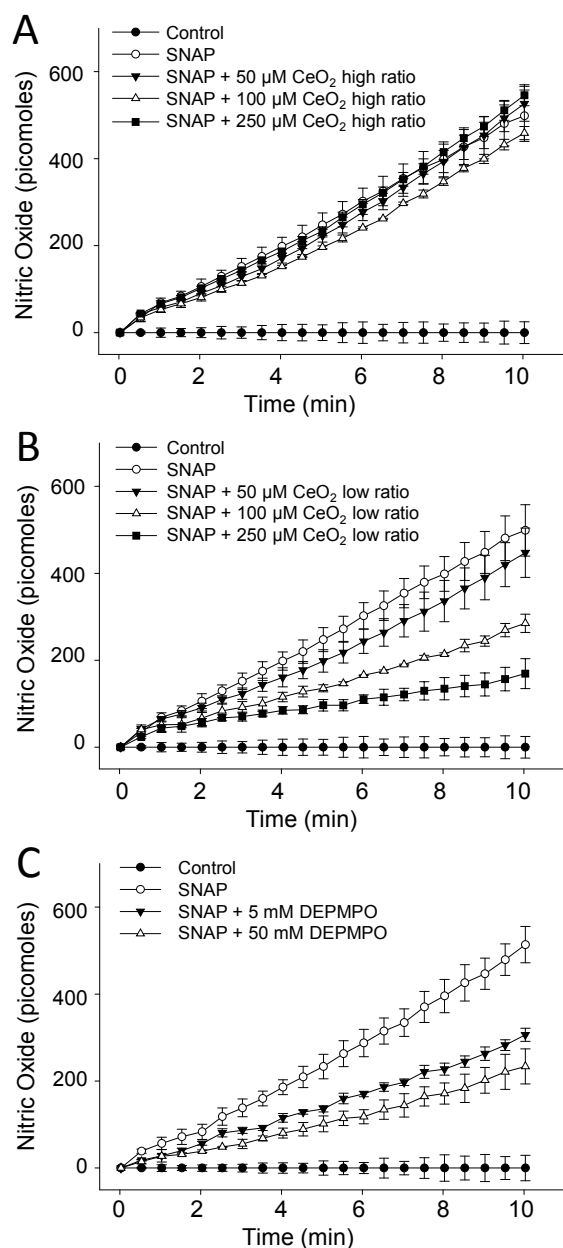 A
Control
SNAP
SNAP + 50 μM CeO₂ high ratio
SNAP + 100 μM CeO₂ high ratio
SNAP + 250 μM CeO₂ high ratio
Nitric Oxide (picomoles)
600
400
200
0
0 2 4 6 8 10
Time (min)
B
Control
SNAP
SNAP + 50 μM CeO₂ low ratio
SNAP + 100 μM CeO₂ low ratio
SNAP + 250 μM CeO₂ low ratio
Nitric Oxide (picomoles)
600
400
200
0
0 2 4 6 8 10
Time (min)
C
Control
SNAP
SNAP + 5 mM DEPMPO
SNAP + 50 mM DEPMPO
Nitric Oxide (picomoles)
600
400
200
0
0 2 4 6 8 10
Time (min)